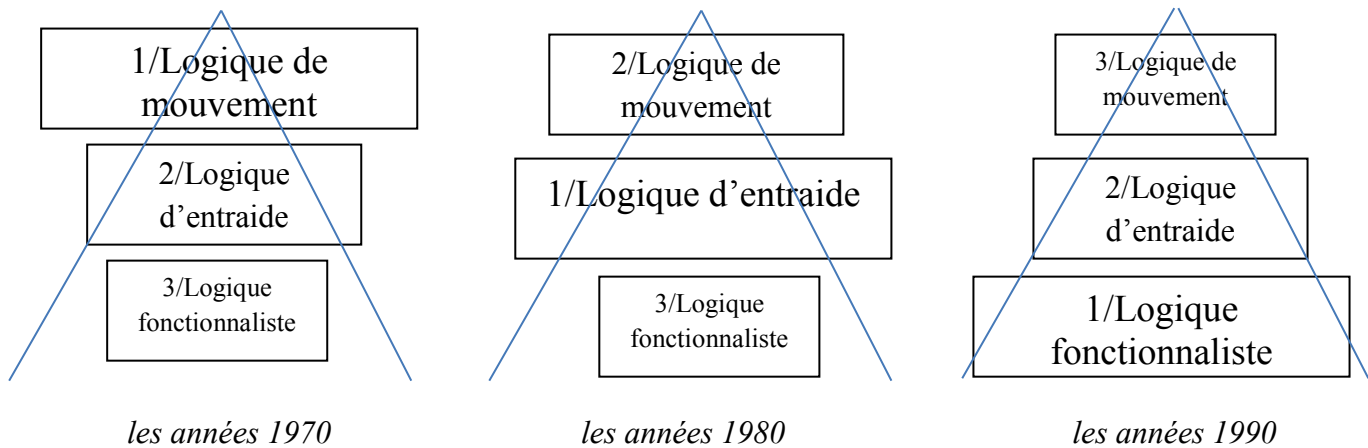 1/Logique de
mouvement
2/Logique
d’entraide
3/Logique
fonctionnaliste
les années 1970
2/Logique de
mouvement
1/Logique d’entraide
3/Logique
fonctionnaliste
les années 1980
3/Logique de
mouvement
2/Logique
d’entraide
1/Logique
fonctionnaliste
les années 1990